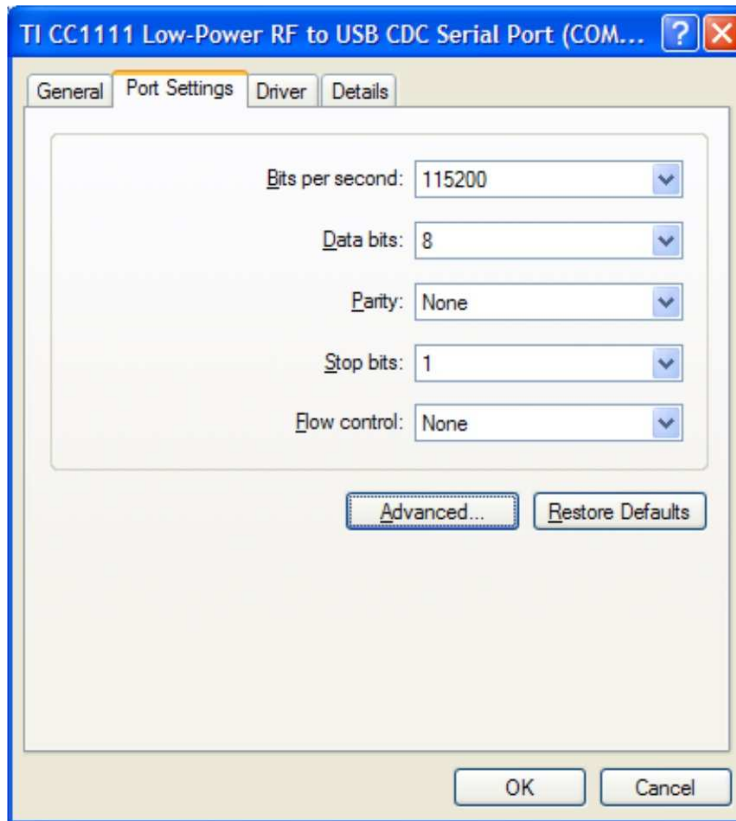 TI CC1111 Low-Power RF to USB CDC Serial Port (COM...
General Port Settings Driver Details
Bits per second: 115200
Data bits: 8
Parity: None
Stop bits: 1
Flow control: None
Advanced... Restore Defaults
OK Cancel